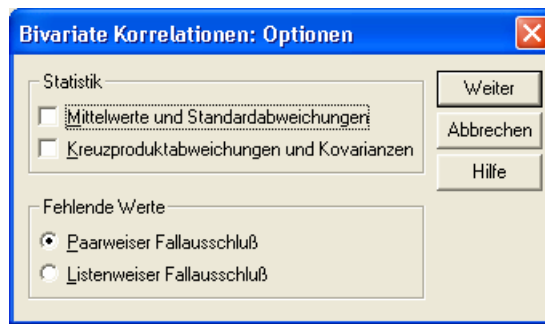 Bivariate Korrelationen: Optionen
Statistik
Mittelwerte und Standardabweichungen
Kreuzproduktabweichungen und Kovarianzen
Fehlende Werte
Paarweiser Fallausschluß
Listenweiser Fallausschluß
Weiter
Abbrechen
Hilfe